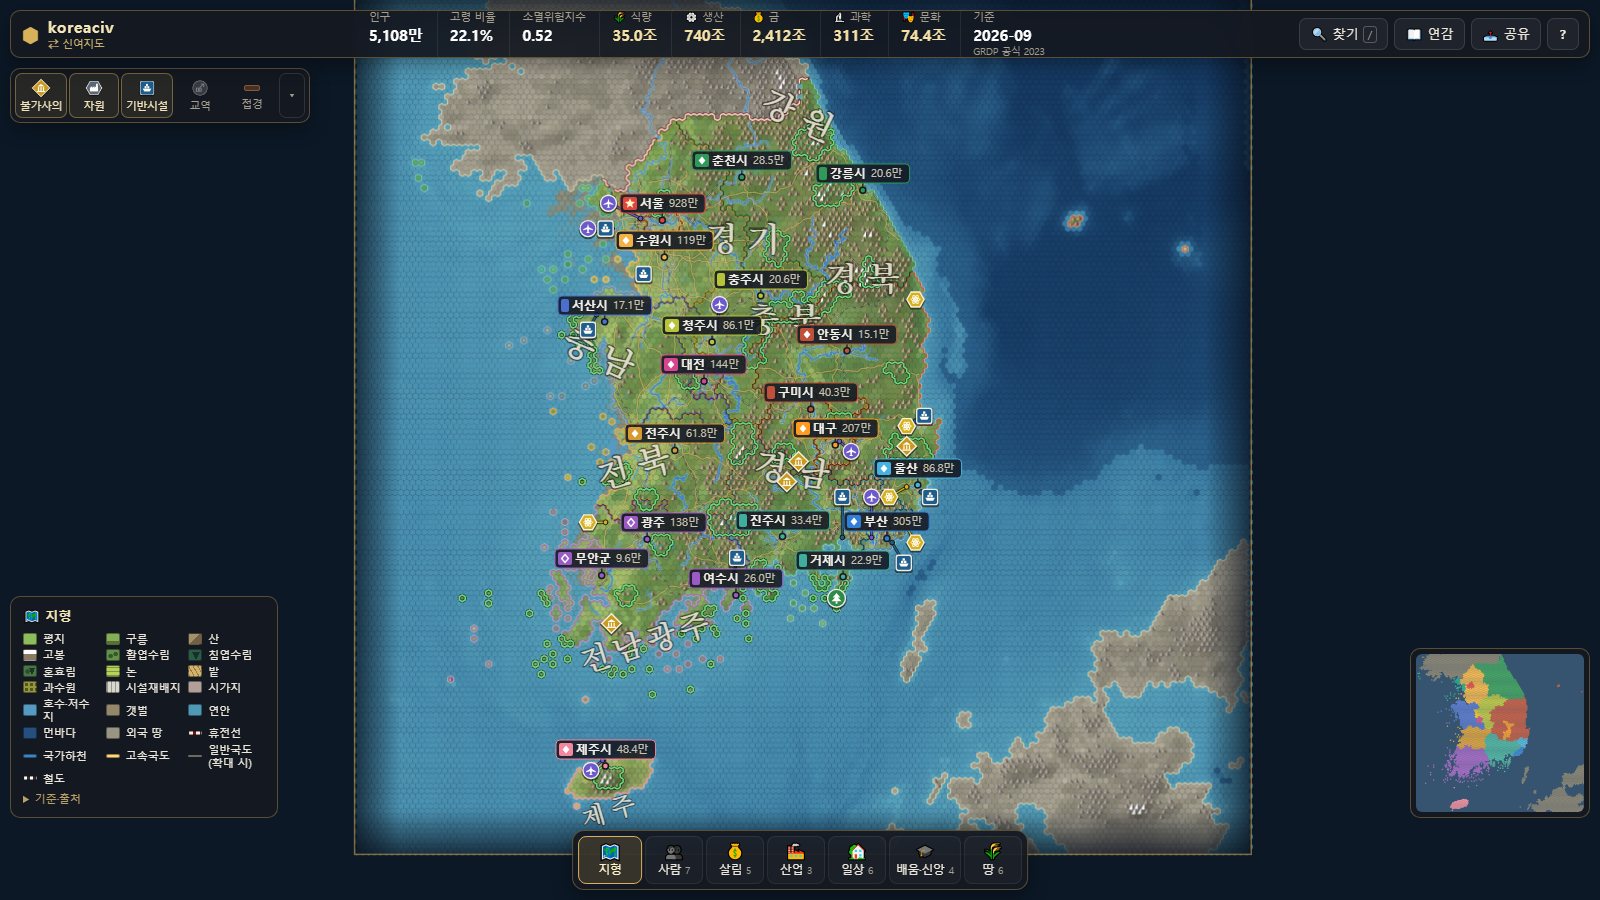 koreaciv
⇄ 신여지도
인구
5,108만
고령 비율
22.1%
소멸위험지수
0.52
식량
35.0조
생산
740조
금
2,412조
과학
311조
문화
74.4조
기준
2026-09
GRDP 공식 2023
찾기 /
연감
공유
?
불가사의
자원
기반시설
교역
접경
강원
춘천시 28.5만
강릉시 20.6만
서울 928만
수원시 119만
경기
경북
충주시 20.6만
서산시 17.1만
충북
청주시 86.1만
안동시 15.1만
충남
대전 144만
구미시 40.3만
대구 207만
전주시 61.8만
전북
경남
울산 86.8만
광주 138만
진주시 33.4만
부산 305만
무안군 9.6만
거제시 22.9만
여수시 26.0만
전남광주
제주시 48.4만
제주
지형
평지
구릉
산
고봉
활엽수림
침엽수림
혼효림
논
밭
과수원
시설재배지
시가지
호수·저수지
갯벌
연안
먼바다
외국 땅
휴전선
국가하천
고속국도
일반국도
(확대 시)
철도
▶ 기준·출처
지형
사람 7
살림 5
산업 3
일상 6
배움·신앙 4
땅 6